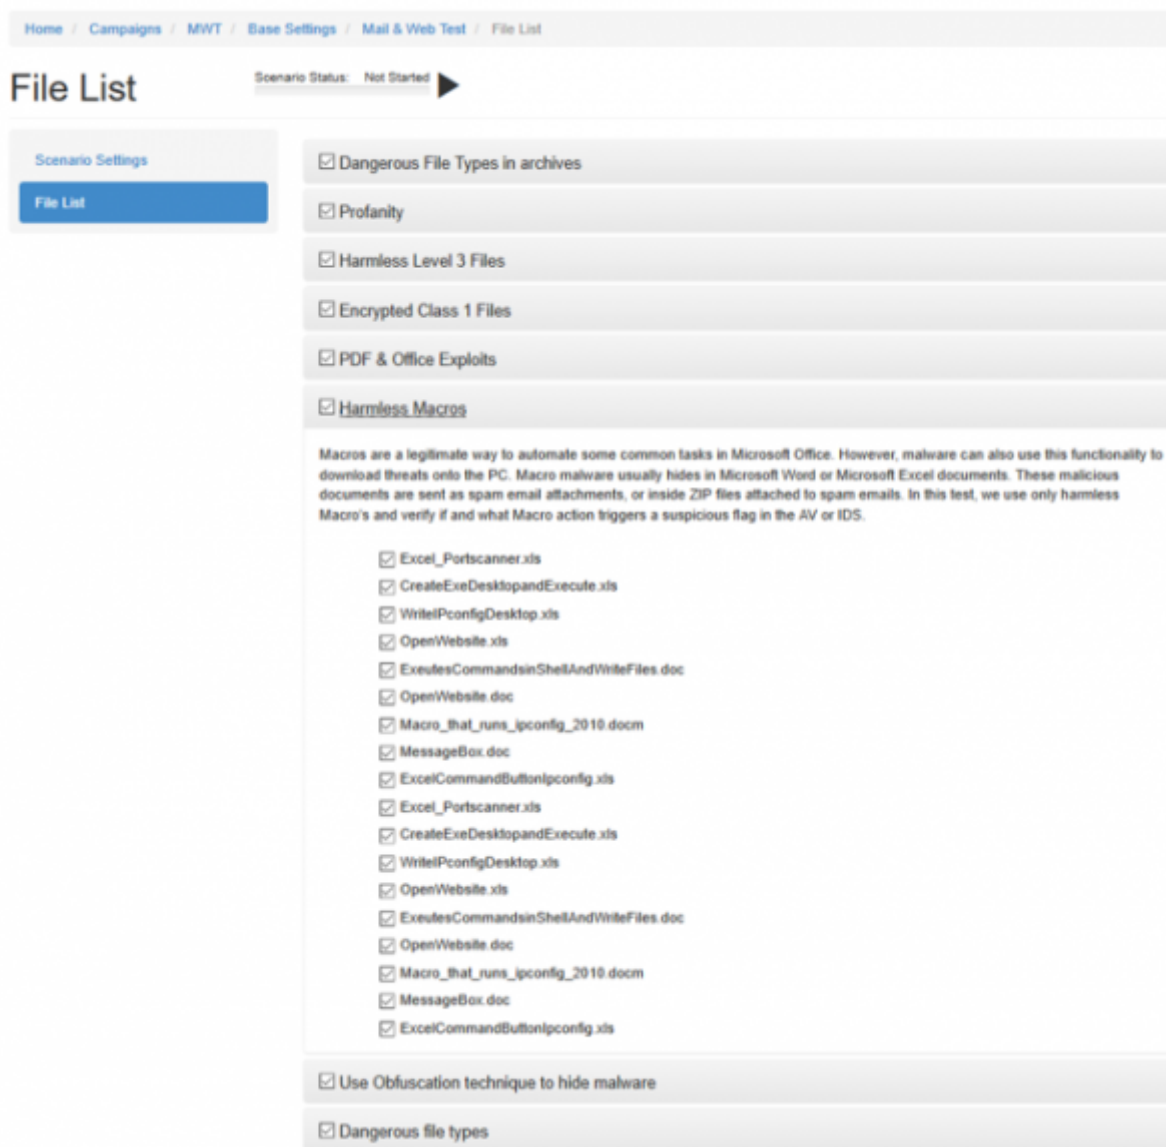 Home / Campaigns / MWT / Base Settings / Mail & Web Test / File List
File List
Scenario Status: Not Started
Scenario Settings
File List
Dangerous File Types in archives
Profanity
Harmless Level 3 Files
Encrypted Class 1 Files
PDF & Office Exploits
Harmless Macros
Macros are a legitimate way to automate some common tasks in Microsoft Office. However, malware can also use this functionality to
download threats onto the PC. Macro malware usually hides in Microsoft Word or Microsoft Excel documents. These malicious
documents are sent as spam email attachments, or inside ZIP files attached to spam emails. In this test, we use only harmless
Macro's and verify if and what Macro action triggers a suspicious flag in the AV or IDS.
Excel_Portscanner.xls
CreateExeDesktopandExecute.xls
WriteIPconfigDesktop.xls
OpenWebsite.xls
ExeutesCommandsinShellAndWriteFiles.doc
OpenWebsite.doc
Macro_that_runs_ipconfig_2010.docm
MessageBox.doc
ExcelCommandButtonIpconfig.xls
Excel_Portscanner.xls
CreateExeDesktopandExecute.xls
WriteIPconfigDesktop.xls
OpenWebsite.xls
ExeutesCommandsinShellAndWriteFiles.doc
OpenWebsite.doc
Macro_that_runs_ipconfig_2010.docm
MessageBox.doc
ExcelCommandButtonIpconfig.xls
Use Obfuscation technique to hide malware
Dangerous file types